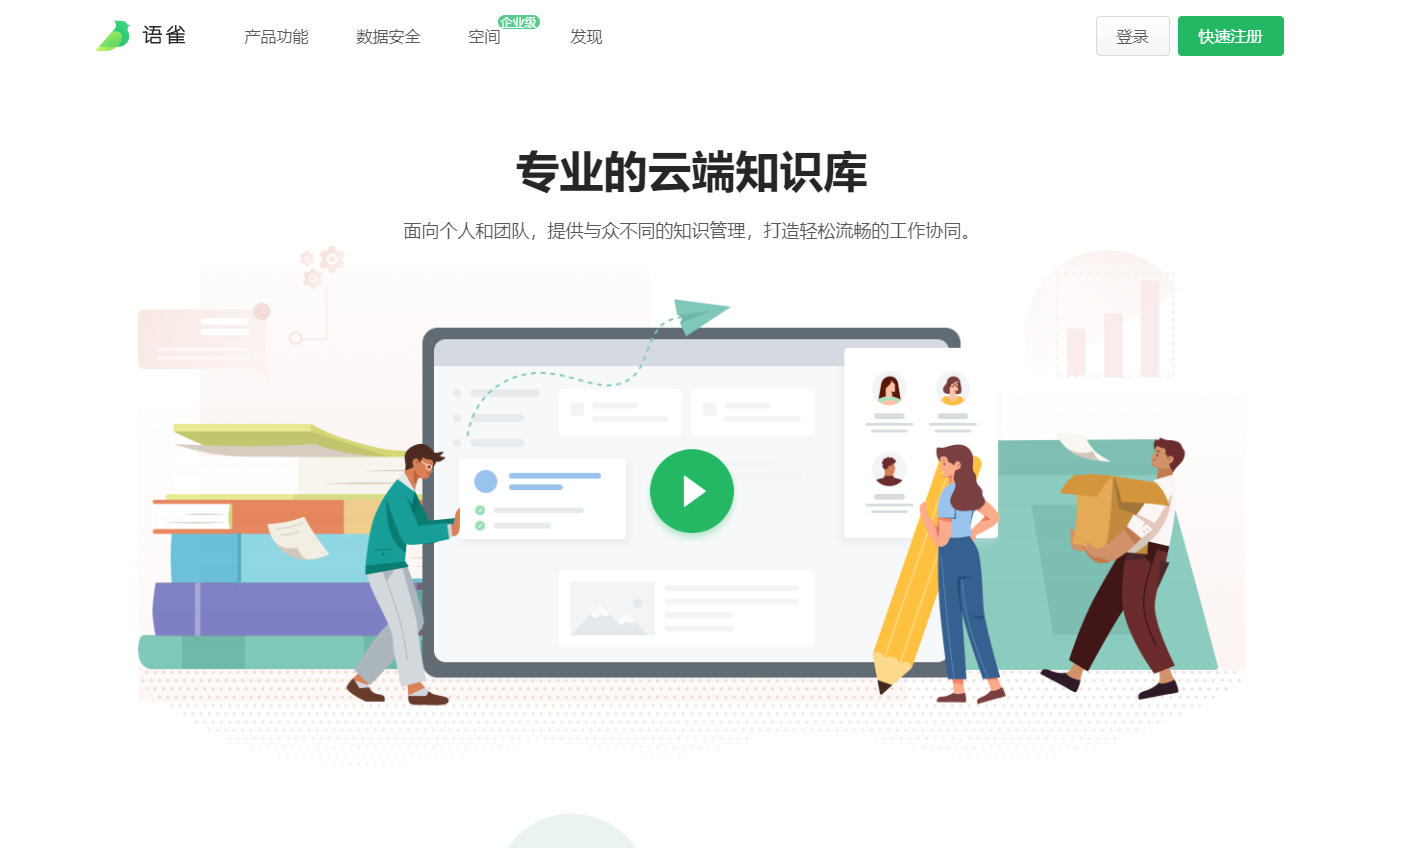 语雀
产品功能
数据安全
空间
企业级
发现
登录
快速注册
专业的云端知识库
面向个人和团队，提供与众不同的知识管理，打造轻松流畅的工作协同。